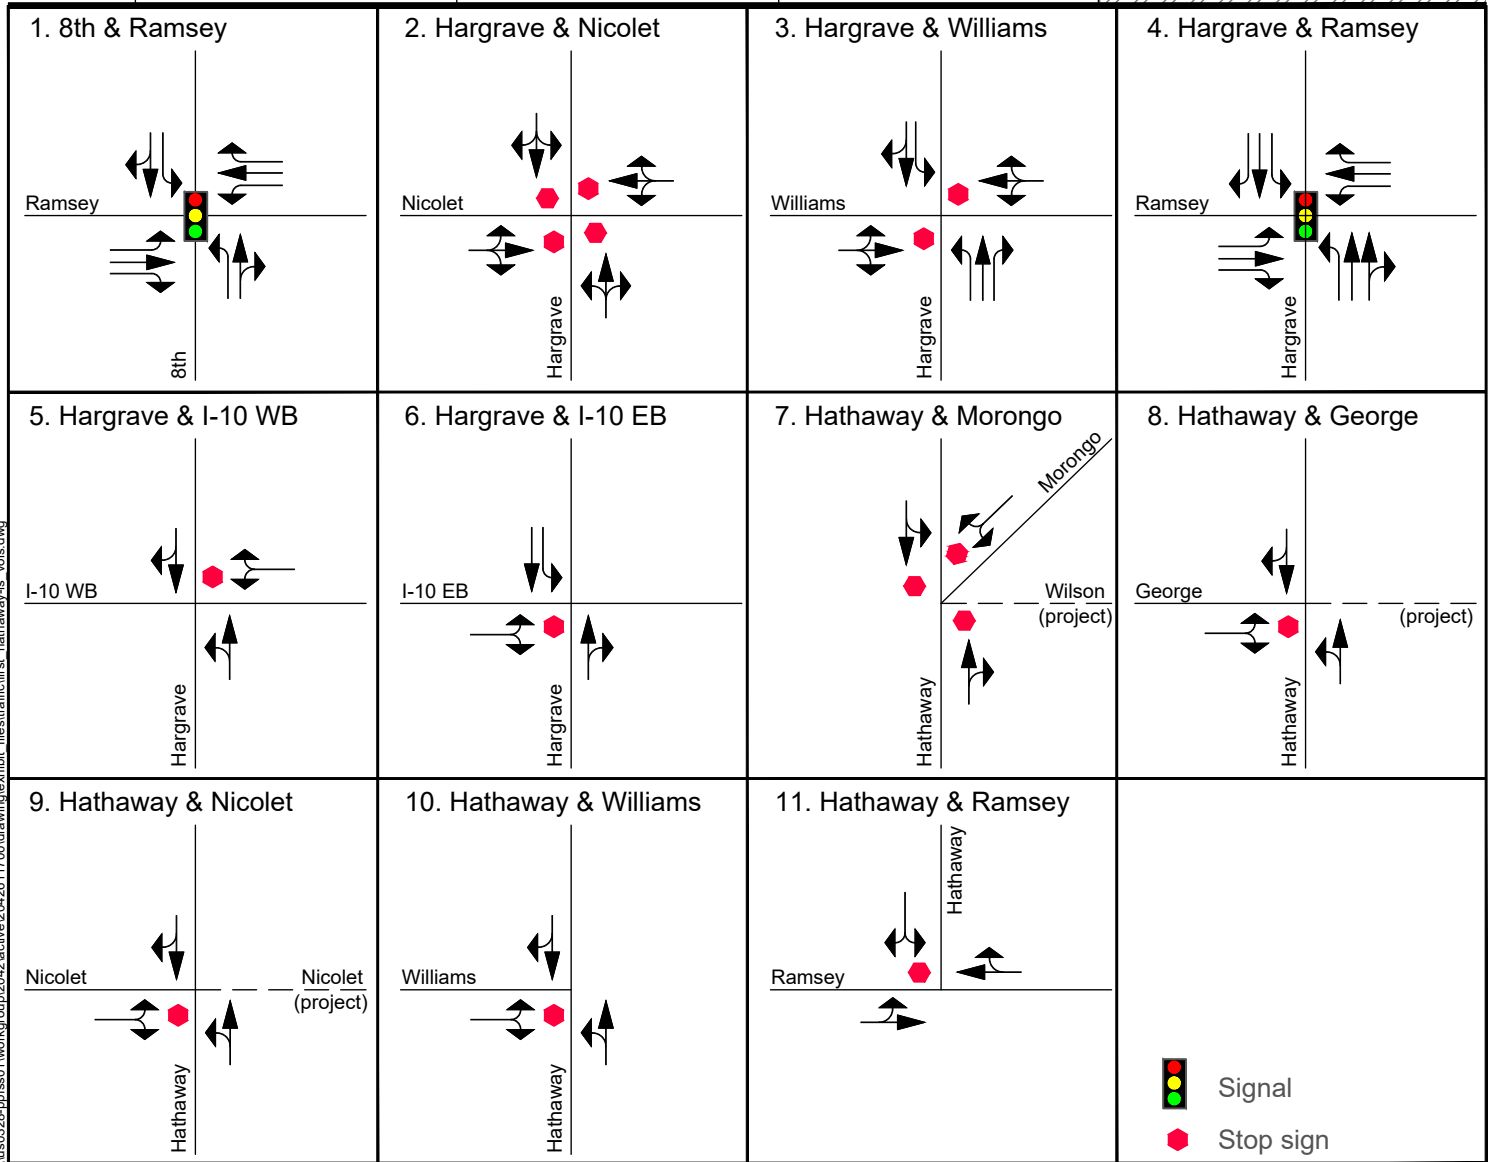 1. 8th & Ramsey
Ramsey
8th
2. Hargrave & Nicolet
Nicolet
Hargrave
3. Hargrave & Williams
Williams
Hargrave
4. Hargrave & Ramsey
Ramsey
Hargrave
5. Hargrave & I-10 WB
I-10 WB
Hargrave
6. Hargrave & I-10 EB
I-10 EB
Hargrave
7. Hathaway & Morongo
Morongo
Wilson
(project)
Hathaway
8. Hathaway & George
George
(project)
Hathaway
9. Hathaway & Nicolet
Nicolet
Nicolet
(project)
Hathaway
10. Hathaway & Williams
Williams
Hathaway
11. Hathaway & Ramsey
Hathaway
Ramsey
Signal
Stop sign